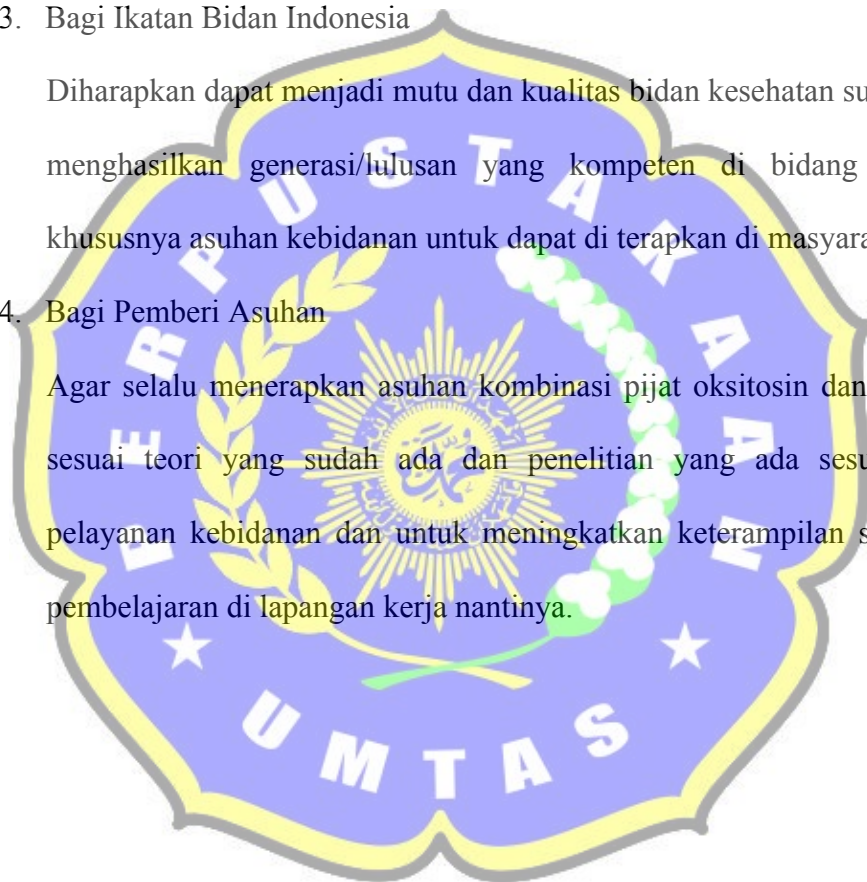 3. Bagi Ikatan Bidan Indonesia
Diharapkan dapat menjadi mutu dan kualitas bidan kesehatan
menghasilkan generasi/lulusan yang kompeten di bidang
khususnya asuhan kebidanan untuk dapat di terapkan di
4. Bagi Pemberi Asuhan
Agar selalu menerapkan asuhan kombinasi pijat oksitosin dan
sesuai teori yang sudah ada dan penelitian yang ada
pelayanan kebidanan dan untuk meningkatkan keterampilan
pembelajaran di lapangan kerja nantinya.
PERPUSTAKAAN
UMTAS